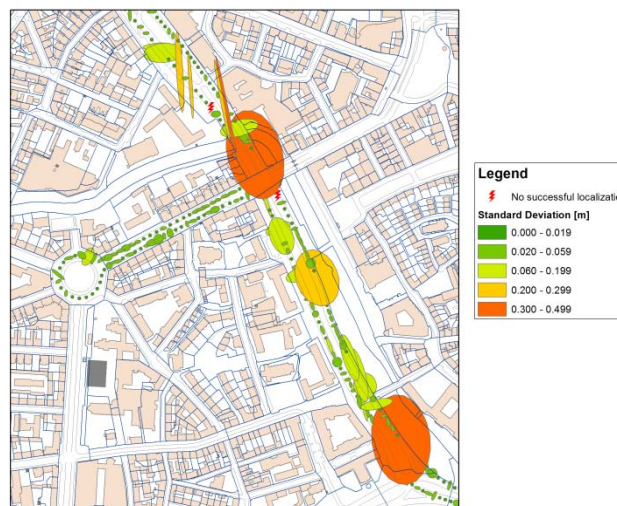 Legend
No successful localizatio
Standard Deviation [m]
0.000 - 0.019
0.020 - 0.059
0.060 - 0.199
0.200 - 0.299
0.300 - 0.499